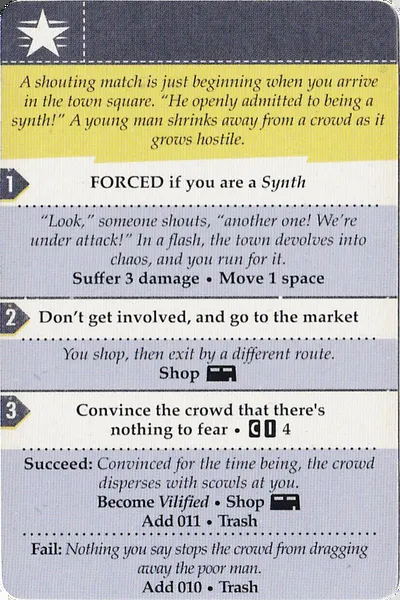 A shouting match is just beginning when you arrive
in the town square. “He openly admitted to being a
synth!” A young man shrinks away from a crowd as it
grows hostile.
1 FORCED if you are a Synth
“Look,” someone shouts, “another one! We’re
under attack!” In a flash, the town devolves into
chaos, and you run for it.
Suffer 3 damage • Move 1 space
2 Don’t get involved, and go to the market
You shop, then exit by a different route.
Shop
3 Convince the crowd that there's
nothing to fear • C I 4
Succeed: Convinced for the time being, the crowd
disperses with scowls at you.
Become Vilified • Shop
Add 011 • Trash
Fail: Nothing you say stops the crowd from dragging
away the poor man.
Add 010 • Trash